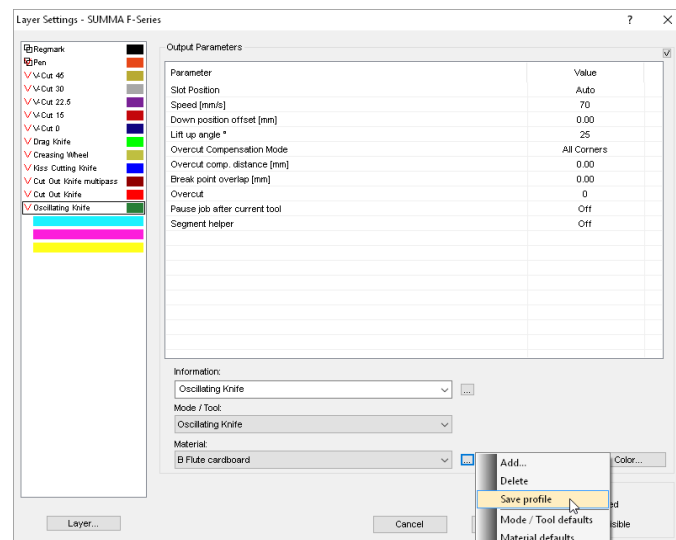 Layer Settings - SUMMA F-Series
?
Regmark
Pen
V-Cut 45
V-Cut 30
V-Cut 22.5
V-Cut 15
V-Cut 0
Drag Knife
Creasing Wheel
Kiss Cutting Knife
Cut Out Knife multipass
Cut Out Knife
Oscillating Knife
Output Parameters
Parameter Value
Slot Position Auto
Speed [mm/s] 70
Down position offset [mm] 0.00
Lift up angle ° 25
Overcut Compensation Mode All Corners
Overcut comp. distance [mm] 0.00
Break point overlap [mm] 0.00
Overcut 0
Pause job after current tool Off
Segment helper Off
Information:
Oscillating Knife ...
Mode / Tool:
Oscillating Knife
Material:
B Flute cardboard ... Color...
Add...
Delete
Save profile
Mode / Tool defaults
Material defaults
ed
isible
Layer... Cancel